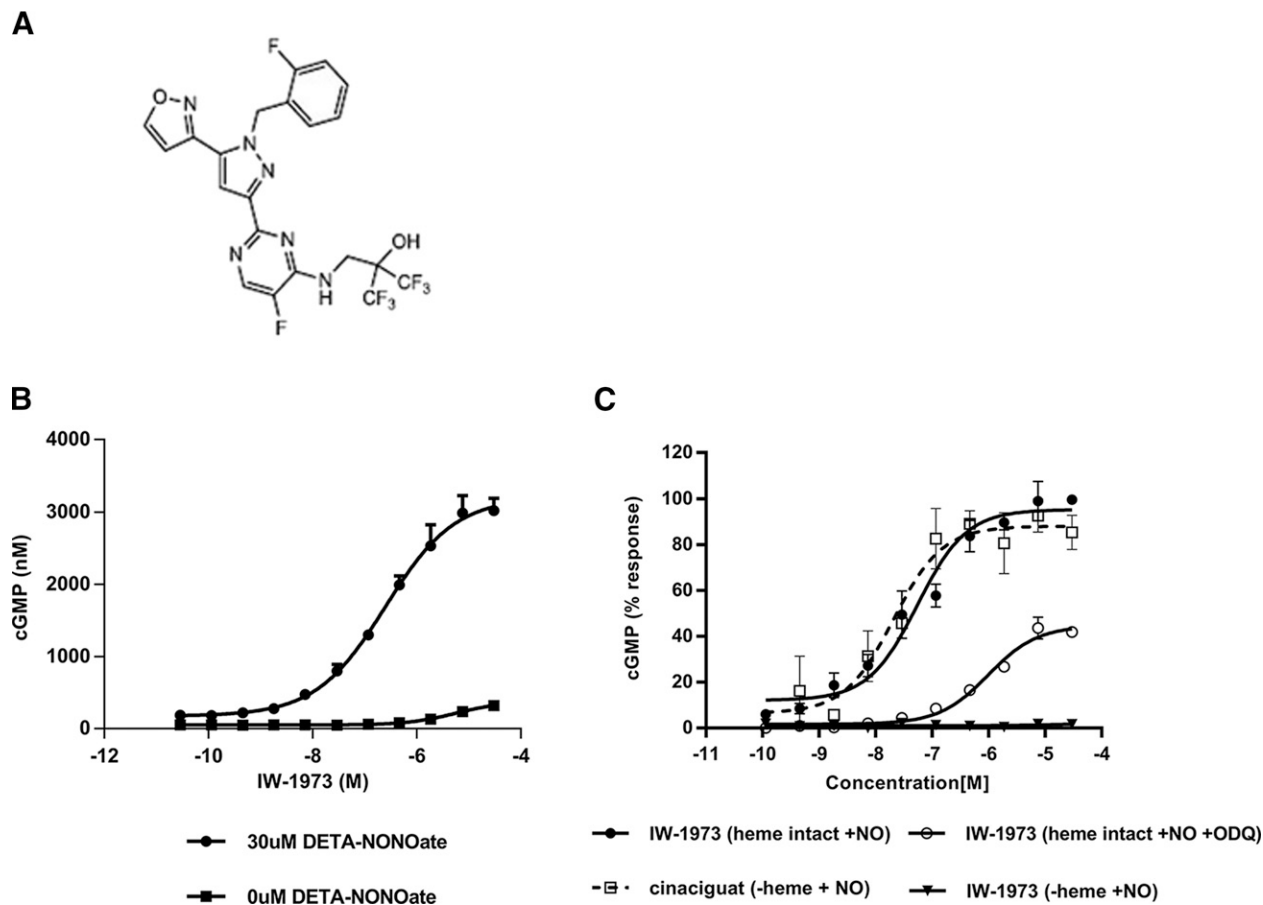 A
F
O
N
N
N
N
N
OH
N
H
CF3
CF3
F
B
C
4000
3000
2000
1000
0
cGMP (nM)
-12
-10
-8
-6
-4
IW-1973 (M)
30uM DETA-NONOate
0uM DETA-NONOate
120
100
80
60
40
20
0
cGMP (% response)
-11
-10
-9
-8
-7
-6
-5
-4
Concentration[M]
IW-1973 (heme intact +NO)
IW-1973 (heme intact +NO +ODQ)
cinaciguat (-heme + NO)
IW-1973 (-heme +NO)